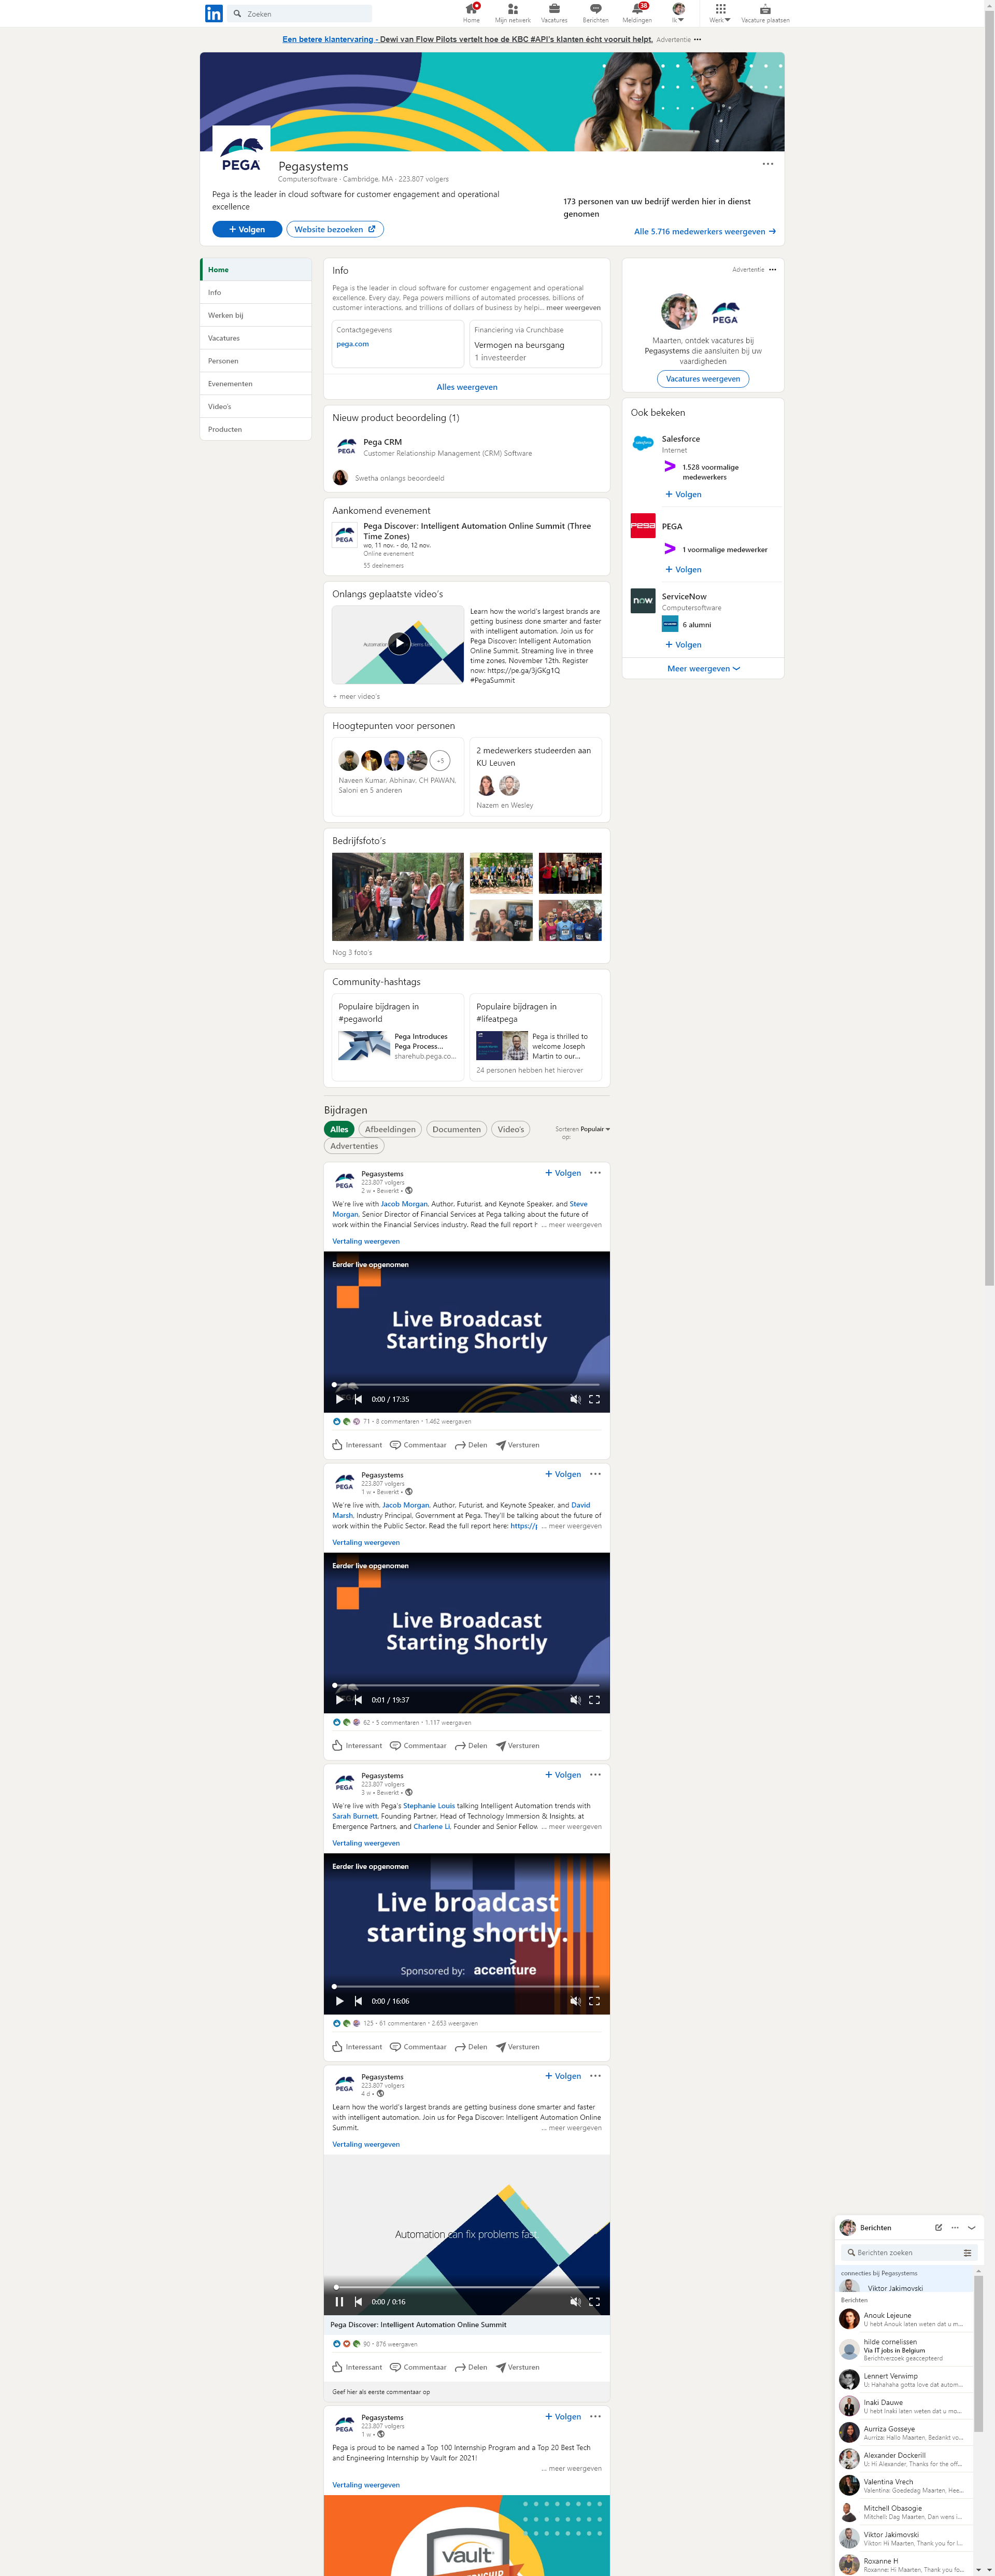 in
Zoeken
Home
Mijn netwerk
Vacatures
Berichten
38
Meldingen
Ik
Werk
Vacature plaatsen
Een betere klantervaring - Dewi van Flow Pilots vertelt hoe de KBC #API's klanten écht vooruit helpt. Advertentie
PEGA
Pegasystems
Computersoftware · Cambridge, MA · 223.807 volgers
Pega is the leader in cloud software for customer engagement and operational
excellence
173 personen van uw bedrijf werden hier in dienst
genomen
+ Volgen
Website bezoeken
Alle 5.716 medewerkers weergeven →
Home
Info
Werken bij
Vacatures
Personen
Evenementen
Video's
Producten
Info
Pega is the leader in cloud software for customer engagement and operational
excellence. Every day, Pega powers millions of automated processes, billions of
customer interactions, and trillions of dollars of business by helpi... meer weergeven
Contactgegevens
pega.com
Financiering via Crunchbase
Vermogen na beursgang
1 investeerder
Alles weergeven
Nieuw product beoordeling (1)
PEGA
Pega CRM
Customer Relationship Management (CRM) Software
Swetha onlangs beoordeeld
Aankomend evenement
PEGA
Pega Discover: Intelligent Automation Online Summit (Three
Time Zones)
wo, 11 nov. - do, 12 nov.
Online evenement
55 deelnemers
Onlangs geplaatste video's
Learn how the world's largest brands are
getting business done smarter and faster
with intelligent automation. Join us for
Pega Discover: Intelligent Automation
Online Summit. Streaming live in three
time zones, November 12th. Register
now: https://pe.ga/3jGKg1Q
#PegaSummit
+ meer video's
Hoogtepunten voor personen
+5
Naveen Kumar, Abhinav, CH PAWAN,
Saloni en 5 anderen
2 medewerkers studeerden aan
KU Leuven
Nazem en Wesley
Bedrijfsfoto's
Nog 3 foto's
Community-hashtags
Populaire bijdragen in
#pegaworld
Pega Introduces
Pega Process...
sharehub.pega.co...
Populaire bijdragen in
#lifeatpega
Pega is thrilled to
welcome Joseph
Martin to our...
24 personen hebben het hierover
Advertentie
PEGA
Maarten, ontdek vacatures bij
Pegasystems die aansluiten bij uw
vaardigheden
Vacatures weergeven
Ook bekeken
salesforce
Salesforce
Internet
1.528 voormalige
medewerkers
+ Volgen
PEGA
PEGA
1 voormalige medewerker
+ Volgen
now
ServiceNow
Computersoftware
6 alumni
+ Volgen
Meer weergeven
Bijdragen
Alles
Afbeeldingen
Documenten
Video's
Advertenties
Sorteren Populair
op:
PEGA
Pegasystems
223.807 volgers
2 w • Bewerkt •
+ Volgen
We're live with Jacob Morgan, Author, Futurist, and Keynote Speaker, and Steve
Morgan, Senior Director of Financial Services at Pega talking about the future of
work within the Financial Services industry. Read the full report h ... meer weergeven
Vertaling weergeven
Eerder live opgenomen
Live Broadcast
Starting Shortly
0:00 / 17:35
71 · 8 commentaren · 1.462 weergaven
Interessant
Commentaar
Delen
Versturen
PEGA
Pegasystems
223.807 volgers
1 w • Bewerkt •
+ Volgen
We're live with, Jacob Morgan, Author, Futurist, and Keynote Speaker, and David
Marsh, Industry Principal, Government at Pega. They'll be talking about the future of
work within the Public Sector. Read the full report here: https://p ... meer weergeven
Vertaling weergeven
Eerder live opgenomen
Live Broadcast
Starting Shortly
0:01 / 19:37
62 · 5 commentaren · 1.117 weergaven
Interessant
Commentaar
Delen
Versturen
PEGA
Pegasystems
223.807 volgers
3 w • Bewerkt •
+ Volgen
We're live with Pega's Stephanie Louis talking Intelligent Automation trends with
Sarah Burnett, Founding Partner, Head of Technology Immersion & Insights, at
Emergence Partners, and Charlene Li, Founder and Senior Fellow, ... meer weergeven
Vertaling weergeven
Eerder live opgenomen
Live broadcast
starting shortly.
Sponsored by: accenture
0:00 / 16:06
125 · 61 commentaren · 2.653 weergaven
Interessant
Commentaar
Delen
Versturen
PEGA
Pegasystems
223.807 volgers
4 d •
+ Volgen
Learn how the world's largest brands are getting business done smarter and faster
with intelligent automation. Join us for Pega Discover: Intelligent Automation Online
Summit. ... meer weergeven
Vertaling weergeven
Automation can fix problems fast.
0:00 / 0:16
Pega Discover: Intelligent Automation Online Summit
90 · 876 weergaven
Interessant
Commentaar
Delen
Versturen
Geef hier als eerste commentaar op
PEGA
Pegasystems
223.807 volgers
1 w •
+ Volgen
Pega is proud to be named a Top 100 Internship Program and a Top 20 Best Tech
and Engineering Internship by Vault for 2021!
... meer weergeven
Vertaling weergeven
vault
Berichten
Berichten zoeken
connecties bij Pegasystems
Viktor Jakimovski
Berichten
Anouk Lejeune
U hebt Anouk laten weten dat u m...
hilde cornelissen
Via IT jobs in Belgium
Berichtverzoek geaccepteerd
Lennert Verwimp
U: Hahahaha gotta love dat autom...
Inaki Dauwe
U hebt Inaki laten weten dat u mo...
Aurriza Gosseye
Aurriza: Hallo Maarten, Bedankt vo...
Alexander Dockerill
U: Hi Alexander, Thanks for the off...
Valentina Vrech
Valentina: Goededag Maarten, Hee...
Mitchell Obasogie
Mitchell: Dag Maarten, Dan wens i...
Viktor Jakimovski
Viktor: Hi Maarten, Thank you for l...
Roxanne H
Roxanne: Hi Maarten, Thank you fo...